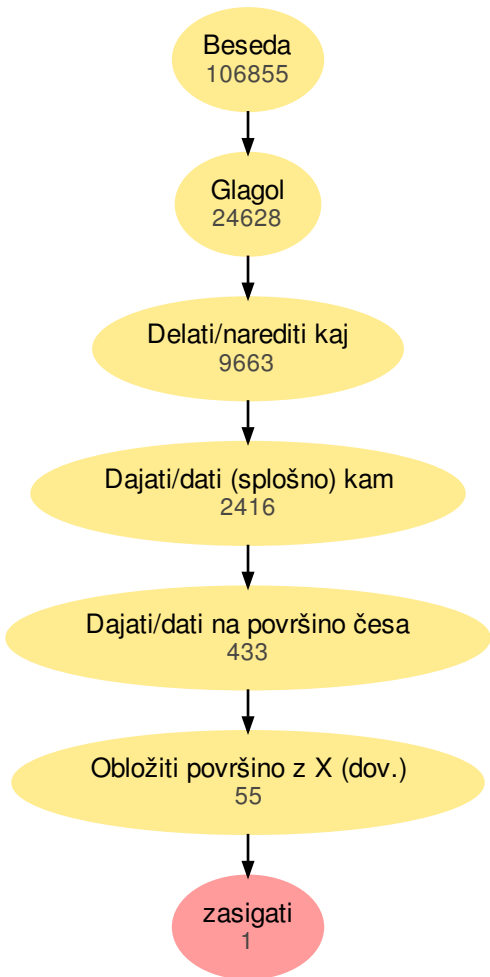 Beseda
106855
Glagol
24628
Delati/narediti kaj
9663
Dajati/dati (splošno) kam
2416
Dajati/dati na površino česa
433
Obložiti površino z X (dov.)
55
zasigati
1